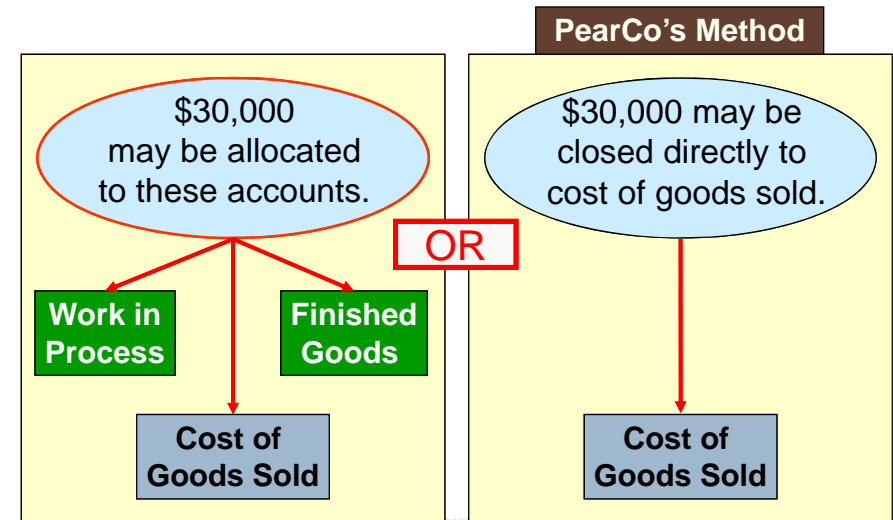 PearCo’s Method
$30,000
may be allocated
to these accounts.
Work in
Process
Finished
Goods
Cost of
Goods Sold
OR
$30,000 may be
closed directly to
cost of goods sold.
Cost of
Goods Sold